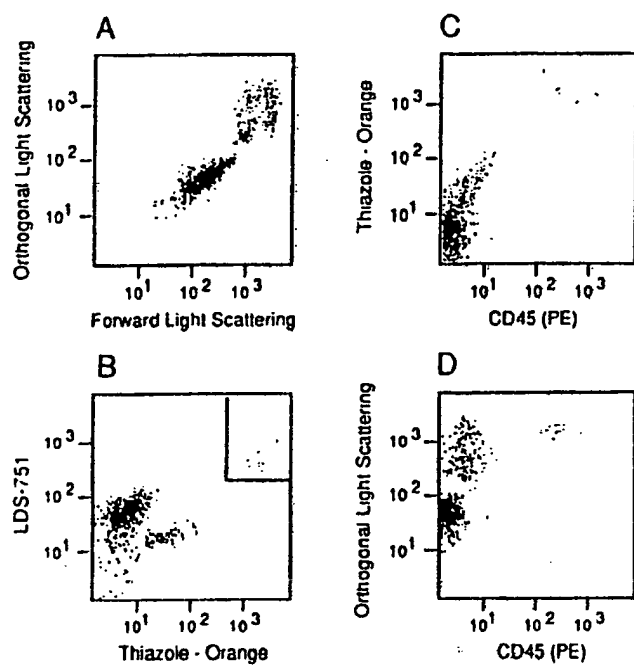 A
Orthogonal Light Scattering
10³
10²
10¹
10¹ 10² 10³
Forward Light Scattering
C
Thiazole - Orange
10³
10²
10¹
10¹ 10² 10³
CD45 (PE)
B
LDS-751
10³
10²
10¹
10¹ 10² 10³
Thiazole - Orange
D
Orthogonal Light Scattering
10³
10²
10¹
10¹ 10² 10³
CD45 (PE)